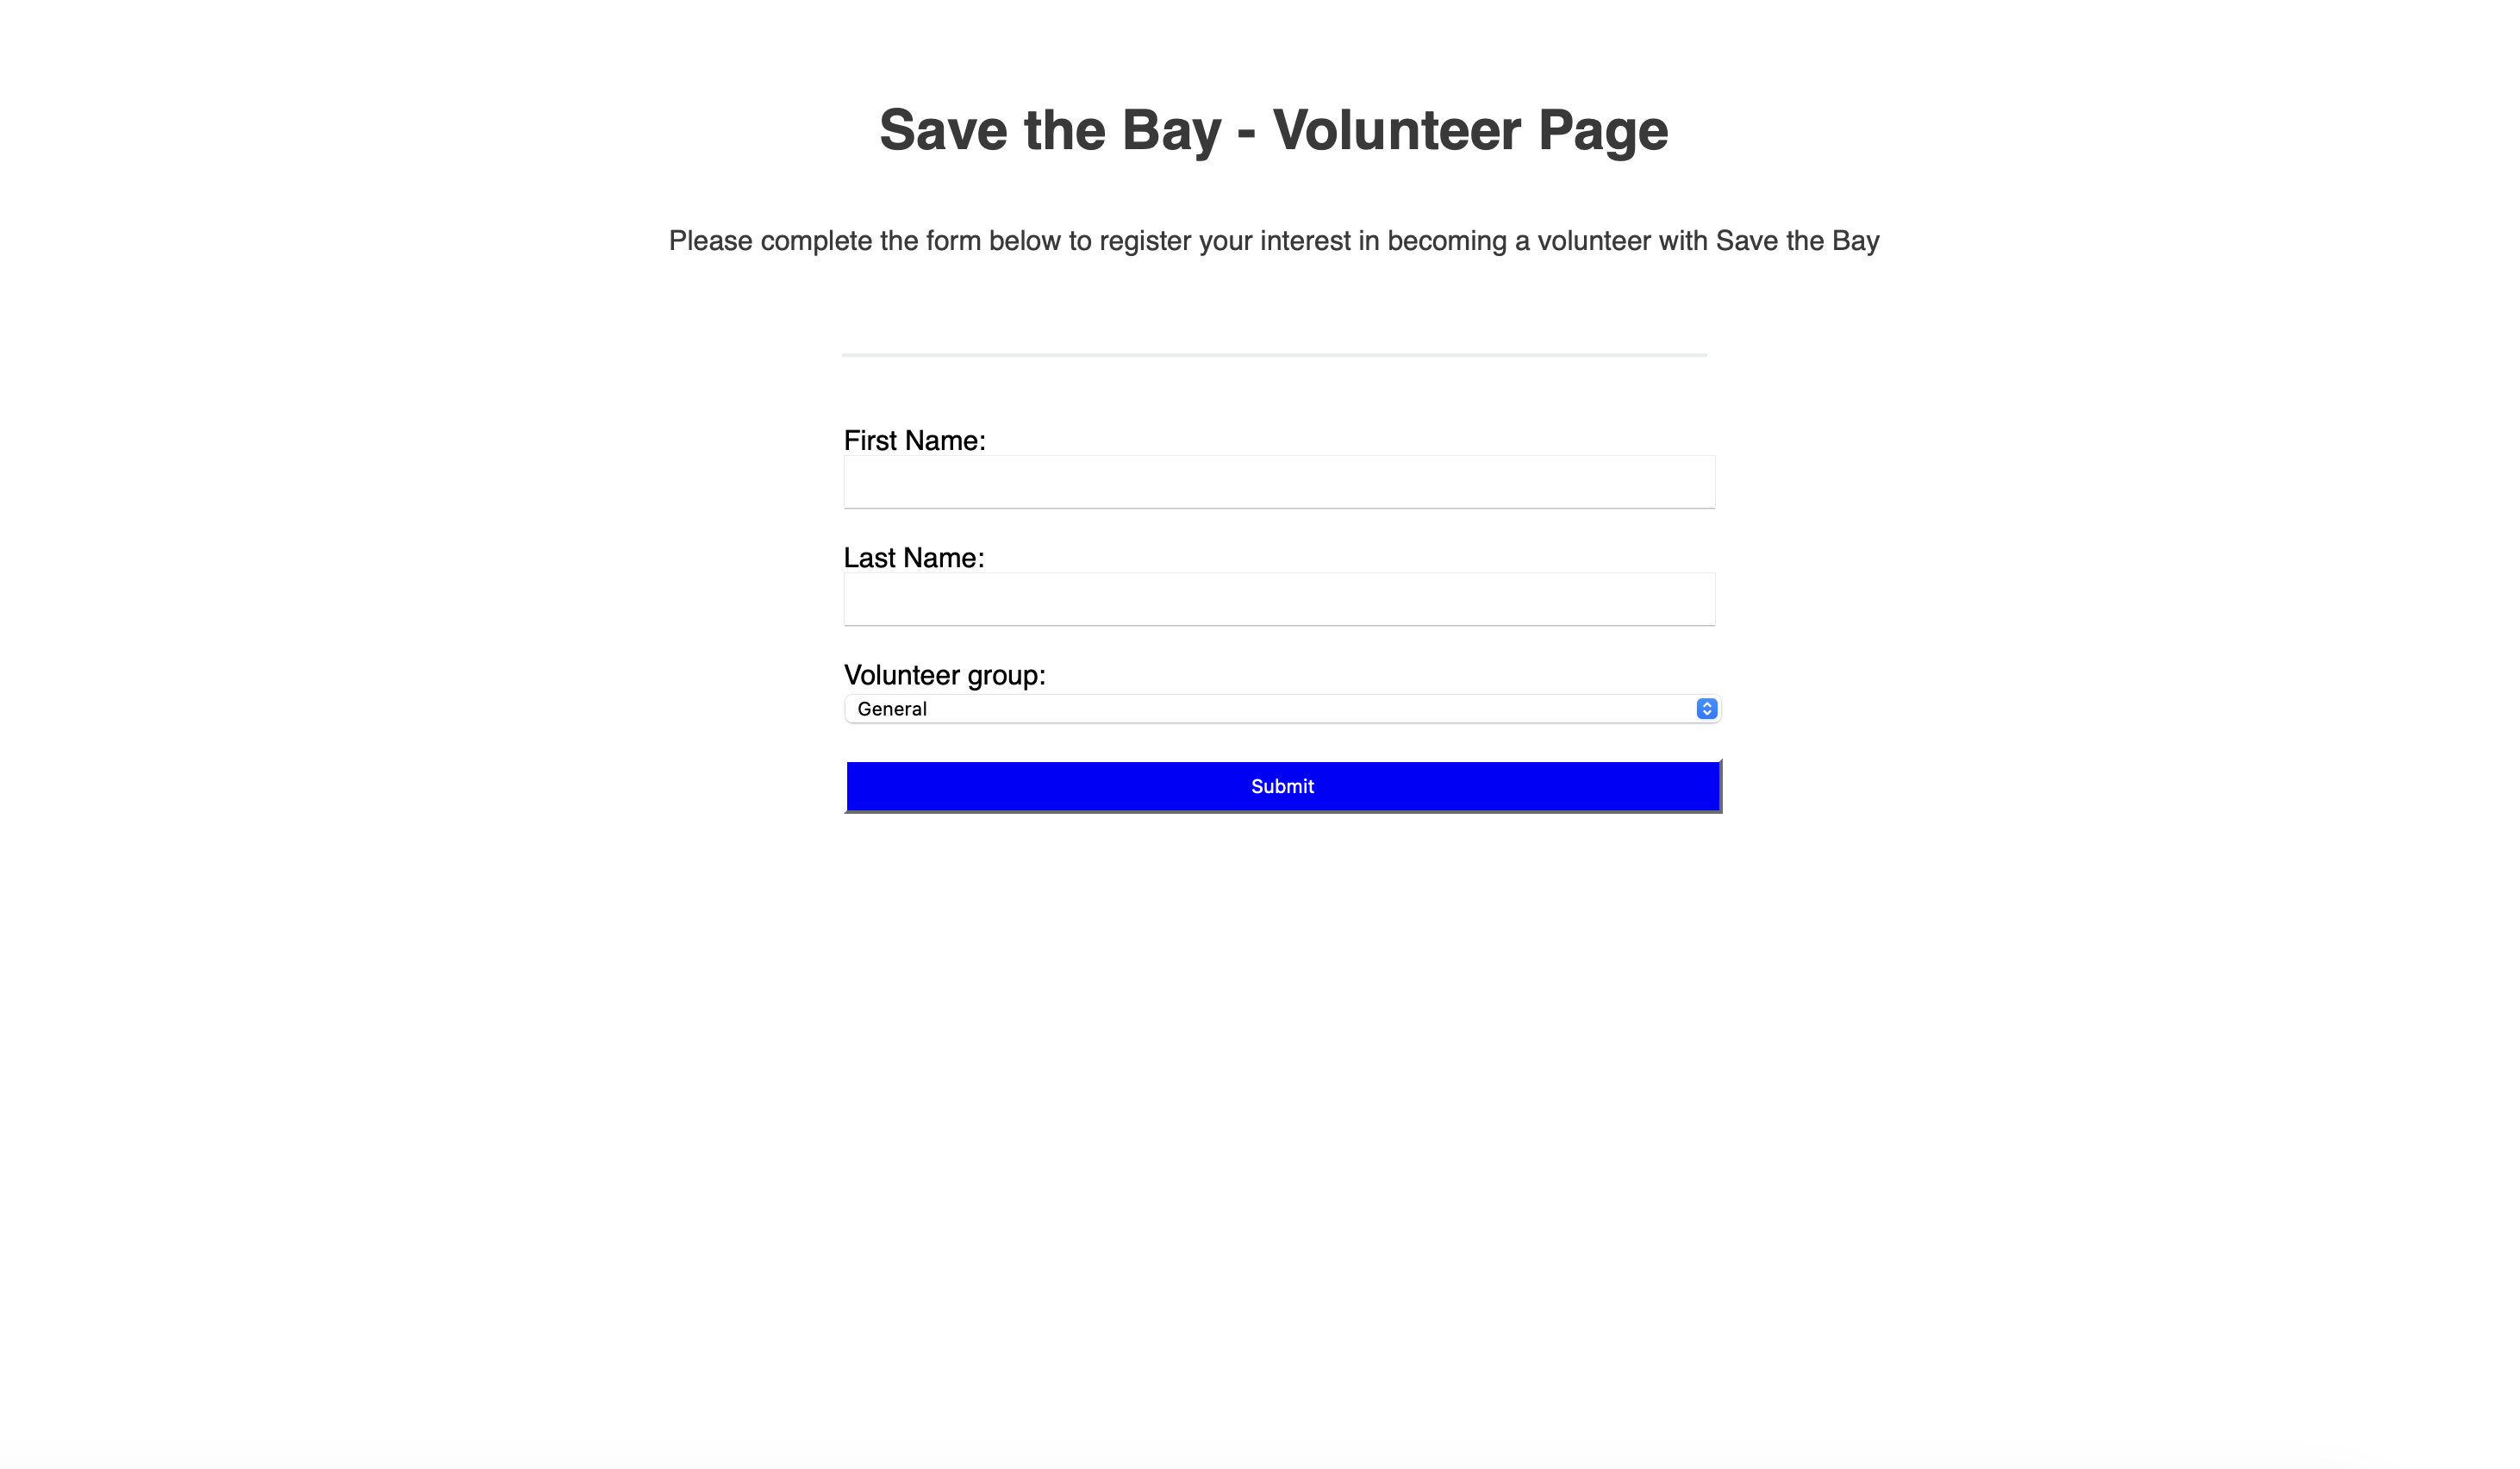 Save the Bay - Volunteer Page
Please complete the form below to register your interest in becoming a volunteer with Save the Bay
First Name:
Last Name:
Volunteer group:
General
Submit